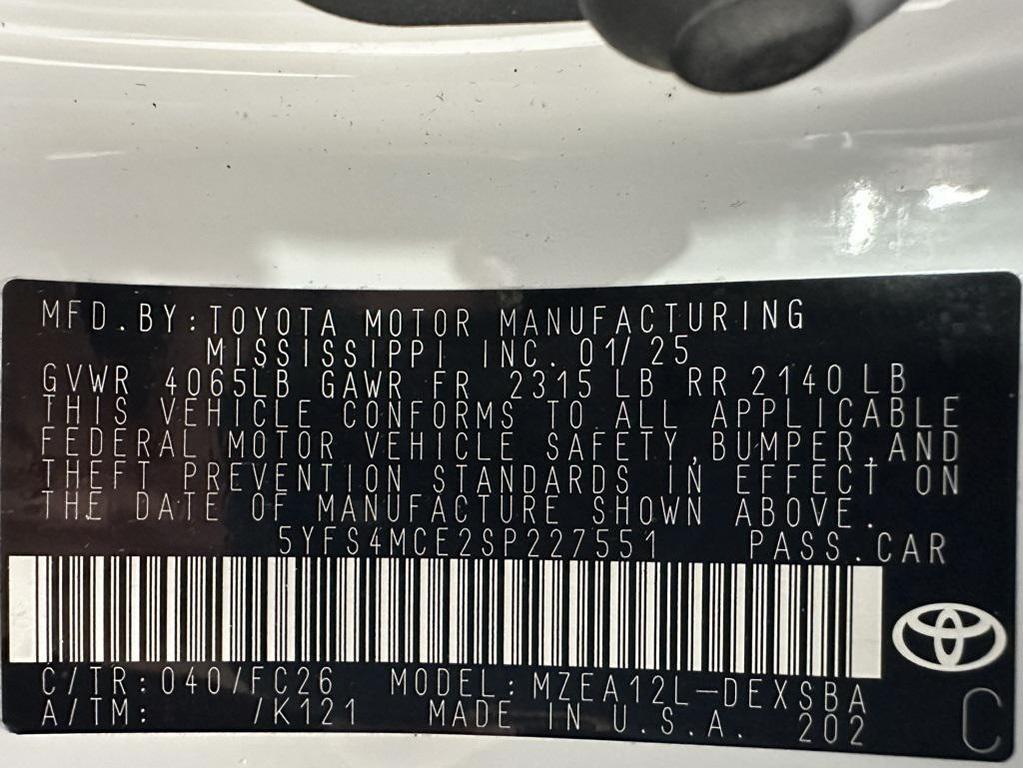 MFD.BY:TOYOTA MOTOR MANUFACTURING
MISSISSIPPI INC. 01/25
GVWR 4065LB GAWR FR 2315 LB RR 2140 LB
THIS VEHICLE CONFORMS TO ALL APPLICABLE
FEDERAL MOTOR VEHICLE SAFETY,BUMPER,AND
THEFT PREVENTION STANDARDS IN EFFECT ON
THE DATE OF MANUFACTURE SHOWN ABOVE.
5YFS4MCE2SP227551 PASS.CAR
C/TR:040/FC26 MODEL:MZEA12L-DEXSBA
A/TM: /K121 MADE IN U.S.A. 202
C